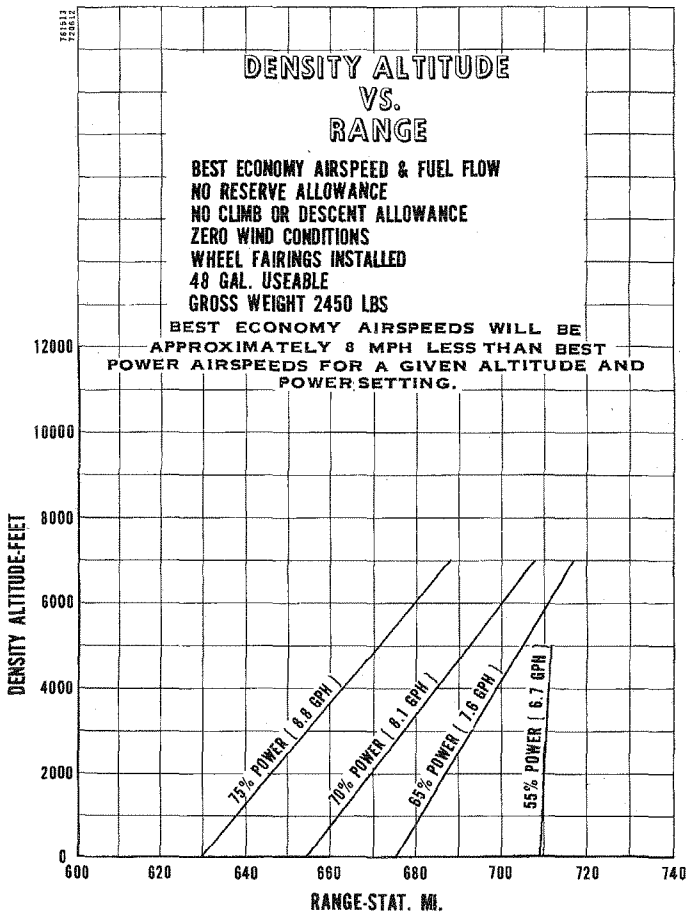 761513
720612
DENSITY ALTITUDE
VS.
RANGE
BEST ECONOMY AIRSPEED & FUEL FLOW
NO RESERVE ALLOWANCE
NO CLIMB OR DESCENT ALLOWANCE
ZERO WIND CONDITIONS
WHEEL FAIRINGS INSTALLED
48 GAL. USEABLE
GROSS WEIGHT 2450 LBS
BEST ECONOMY AIRSPEEDS WILL BE
APPROXIMATELY 8 MPH LESS THAN BEST
POWER AIRSPEEDS FOR A GIVEN ALTITUDE AND
POWER SETTING.
12000
10000
8000
6000
4000
2000
0
DENSITY ALTITUDE-FEET
75% POWER ( 8.8 GPH )
70% POWER ( 8.1 GPH )
65% POWER ( 7.6 GPH )
55% POWER ( 6.7 GPH )
600 620 640 660 680 700 720 740
RANGE-STAT. MI.